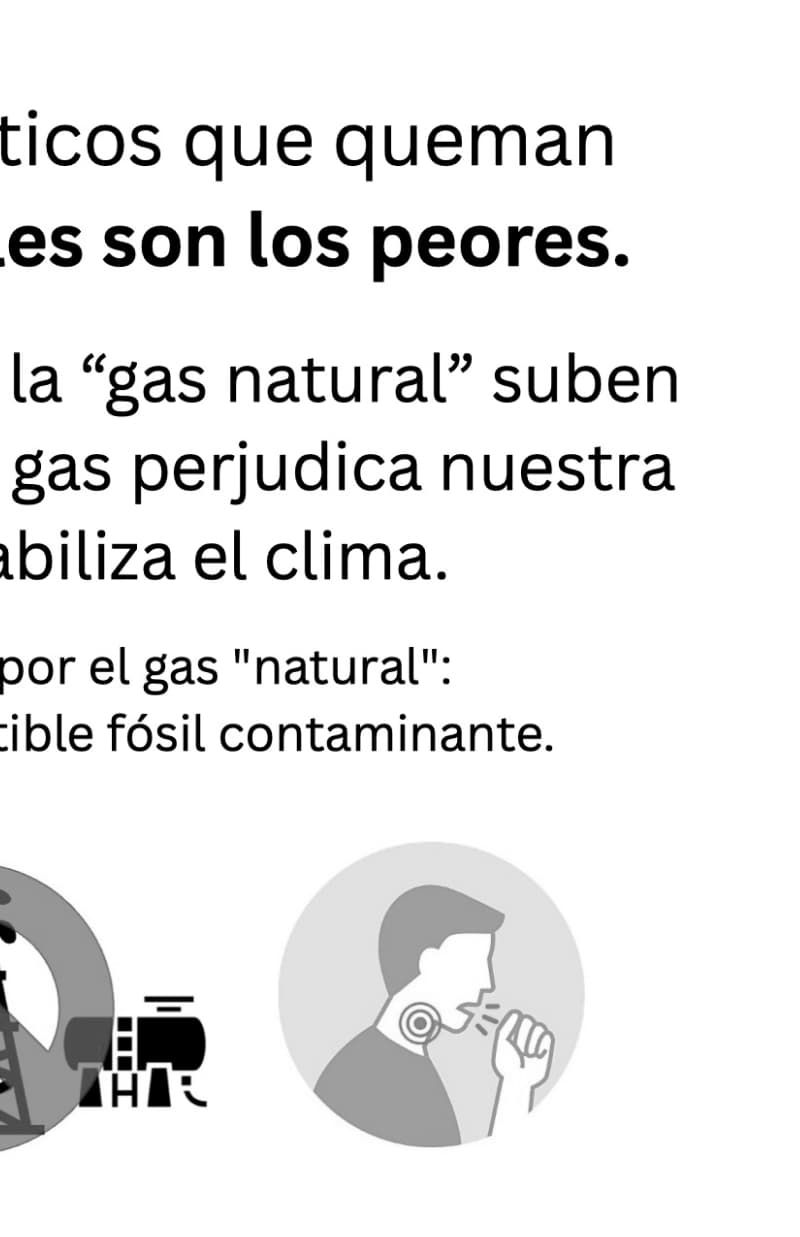 ticos que queman
les son los peores.
la “gas natural” suben
gas perjudica nuestra
abiliza el clima.
por el gas "natural":
tible fósil contaminante.